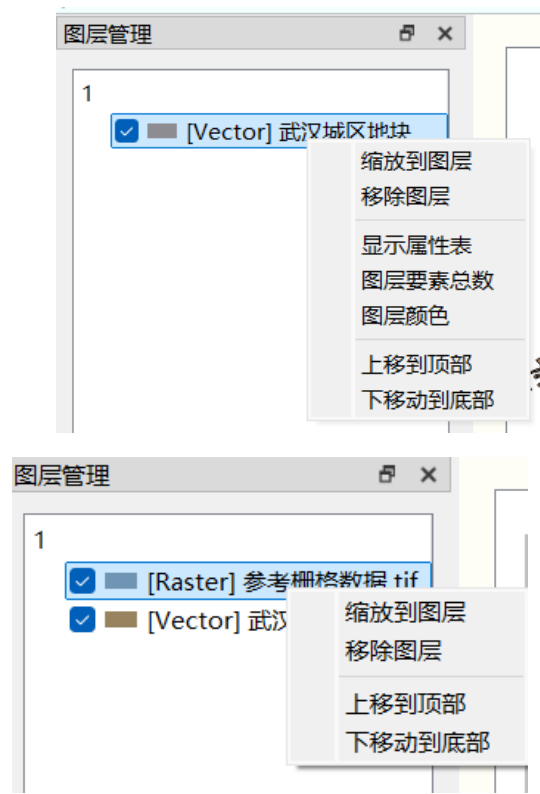 图层管理
1
[Vector] 武汉城区地块
缩放到图层
移除图层
显示属性表
图层要素总数
图层颜色
上移到顶部
下移动到底部
图层管理
1
[Raster] 参考栅格数据.tif
[Vector] 武汉
缩放到图层
移除图层
上移到顶部
下移动到底部